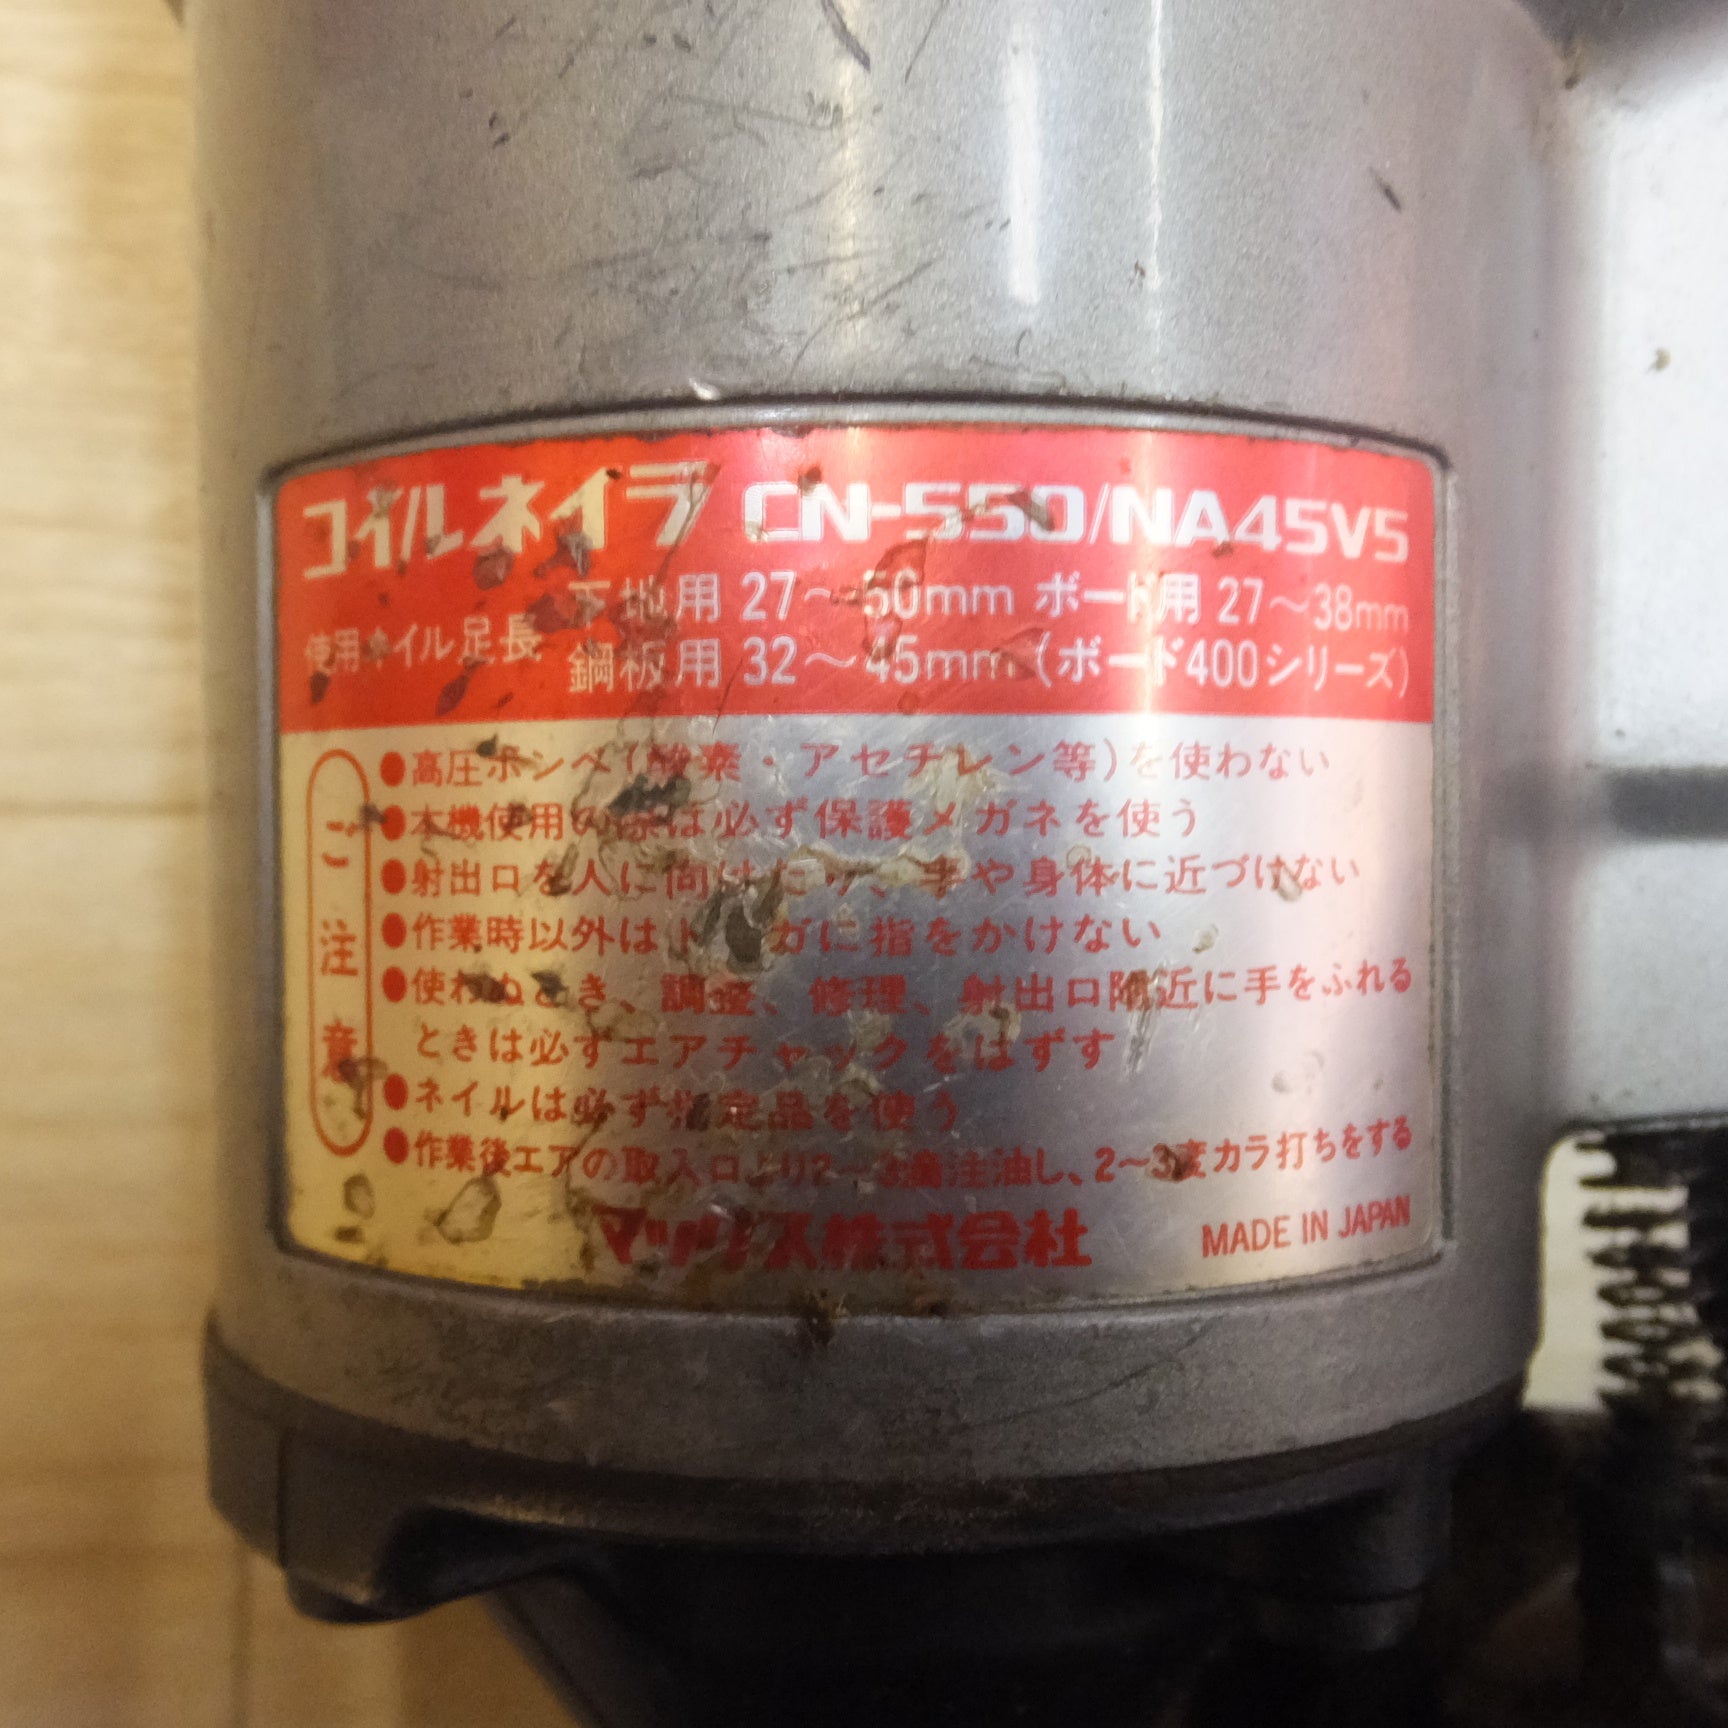 コイルネイラ CN-550/NA45V5
使用ネイル足長 下地用 27～50mm ボード用 27～38mm
鋼板用 32～45mm (ボード400シリーズ)
ご注意
●高圧ボンベ(酸素・アセチレン等)を使わない
●本機使用の際は必ず保護メガネを使う
●射出口を人に向けたり、手や身体に近づけない
●作業時以外はトリガに指をかけない
●使わぬとき、調整、修理、射出口附近に手をふれる
ときは必ずエアチャックをはずす
●ネイルは必ず指定品を使う
●作業後エアの取入口より2～3滴注油し、2～3度カラ打ちをする
マックス株式会社 MADE IN JAPAN